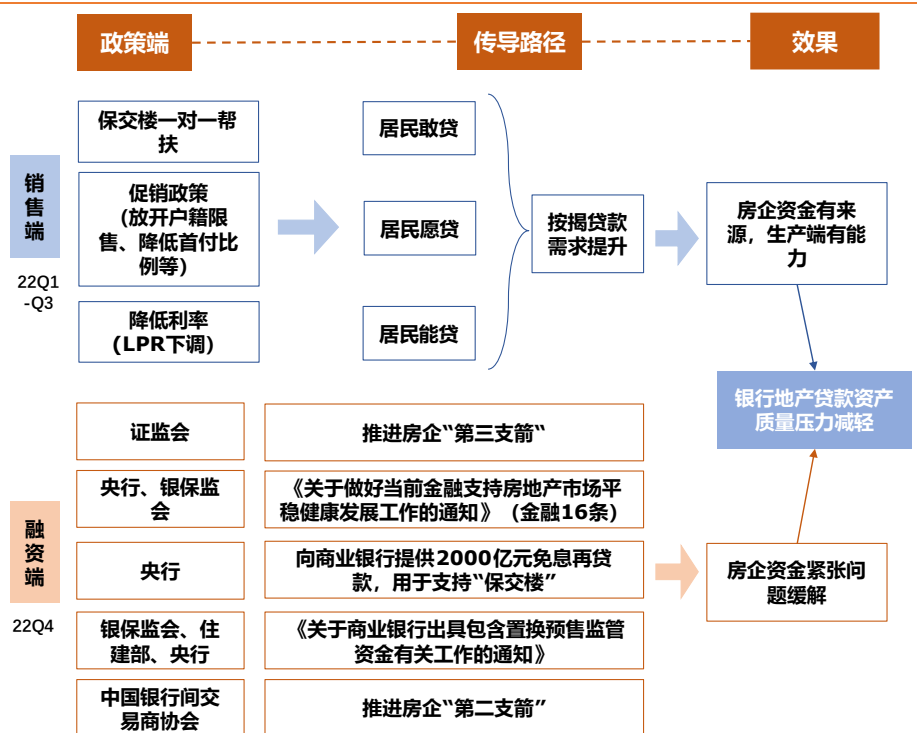 政策端
传导路径
效果
销
售
端
22Q1
-Q3
保交楼一对一帮
扶
促销政策
（放开户籍限
售、降低首付比
例等）
降低利率
（LPR下调）
居民敢贷
居民愿贷
居民能贷
按揭贷款
需求提升
房企资金有来
源，生产端有能
力
银行地产贷款资产
质量压力减轻
融
资
端
22Q4
证监会
推进房企“第三支箭“
央行、银保监
会
《关于做好当前金融支持房地产市场平
稳健康发展工作的通知》（金融16条）
央行
向商业银行提供2000亿元免息再贷
款，用于支持“保交楼”
银保监会、住
建部、央行
《关于商业银行出具包含置换预售监管
资金有关工作的通知》
中国银行间交
易商协会
推进房企“第二支箭”
房企资金紧张问
题缓解